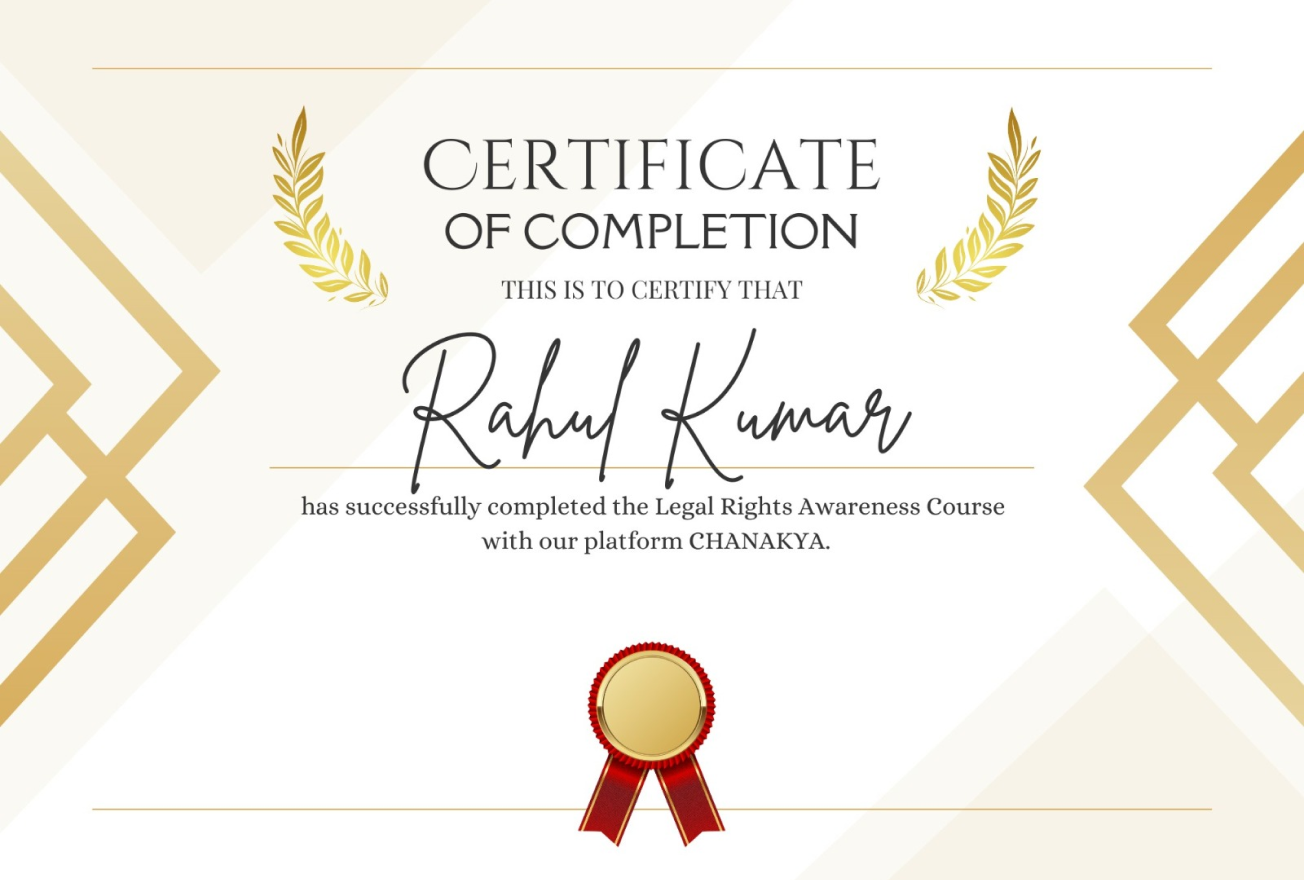 CERTIFICATE
OF COMPLETION
THIS IS TO CERTIFY THAT
Rahul Kumar
has successfully completed the Legal Rights Awareness Course
with our platform CHANAKYA.